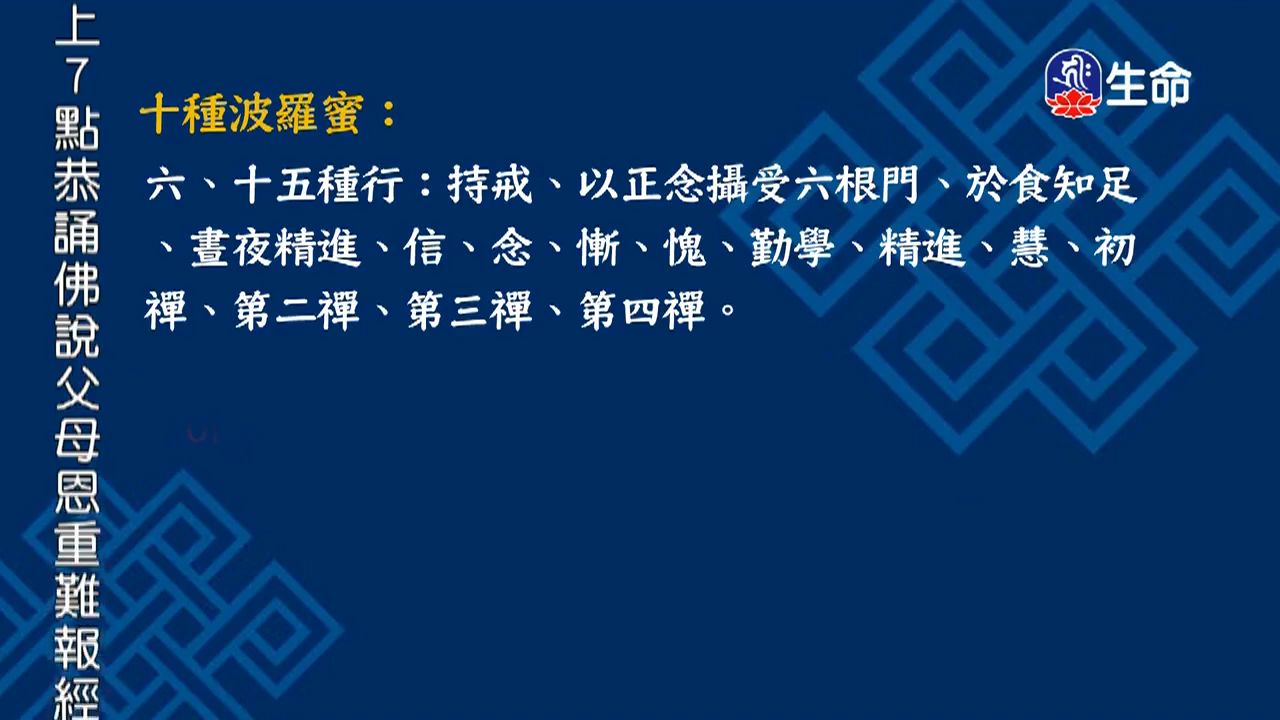 上7點恭誦佛說父母恩重難報經
生命
十種波羅蜜：
六、十五種行：持戒、以正念攝受六根門、於食知足
、晝夜精進、信、念、慚、愧、勤學、精進、慧、初
禪、第二禪、第三禪、第四禪。